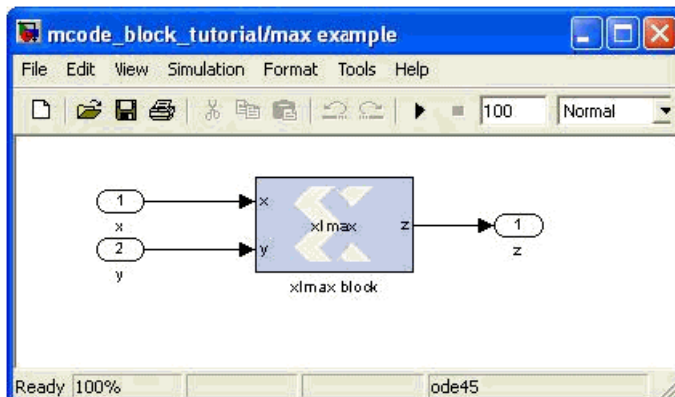 mcode_block_tutorial/max example
File Edit View Simulation Format Tools Help
100 Normal
1
x
x
2
y
y
xlmax
z
1
z
xlmax block
Ready 100% ode45